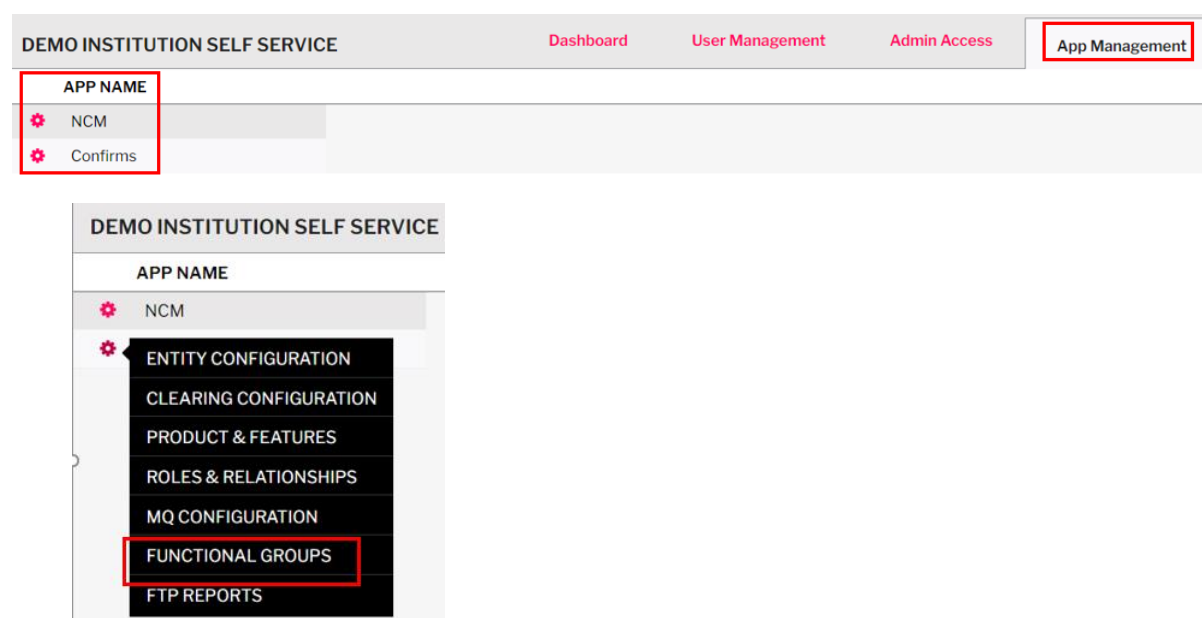 DEMO INSTITUTION SELF SERVICE Dashboard User Management Admin Access App Management
APP NAME
NCM
Confirms
DEMO INSTITUTION SELF SERVICE
APP NAME
NCM
ENTITY CONFIGURATION
CLEARING CONFIGURATION
PRODUCT & FEATURES
ROLES & RELATIONSHIPS
MQ CONFIGURATION
FUNCTIONAL GROUPS
FTP REPORTS